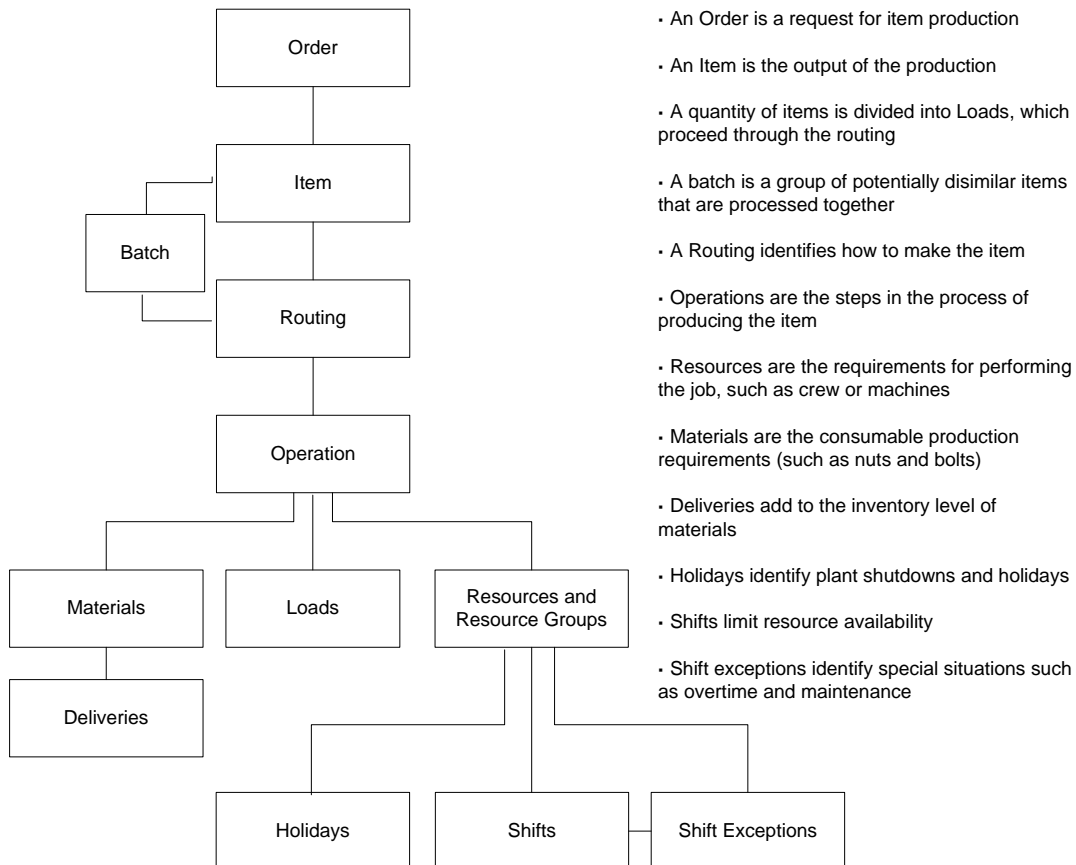 Order
Item
Batch
Routing
Operation
Materials
Loads
Resources and
Resource Groups
Deliveries
Holidays
Shifts
Shift Exceptions
· An Order is a request for item production
· An Item is the output of the production
· A quantity of items is divided into Loads, which
proceed through the routing
· A batch is a group of potentially disimilar items
that are processed together
· A Routing identifies how to make the item
· Operations are the steps in the process of
producing the item
· Resources are the requirements for performing
the job, such as crew or machines
· Materials are the consumable production
requirements (such as nuts and bolts)
· Deliveries add to the inventory level of
materials
· Holidays identify plant shutdowns and holidays
· Shifts limit resource availability
· Shift exceptions identify special situations such
as overtime and maintenance